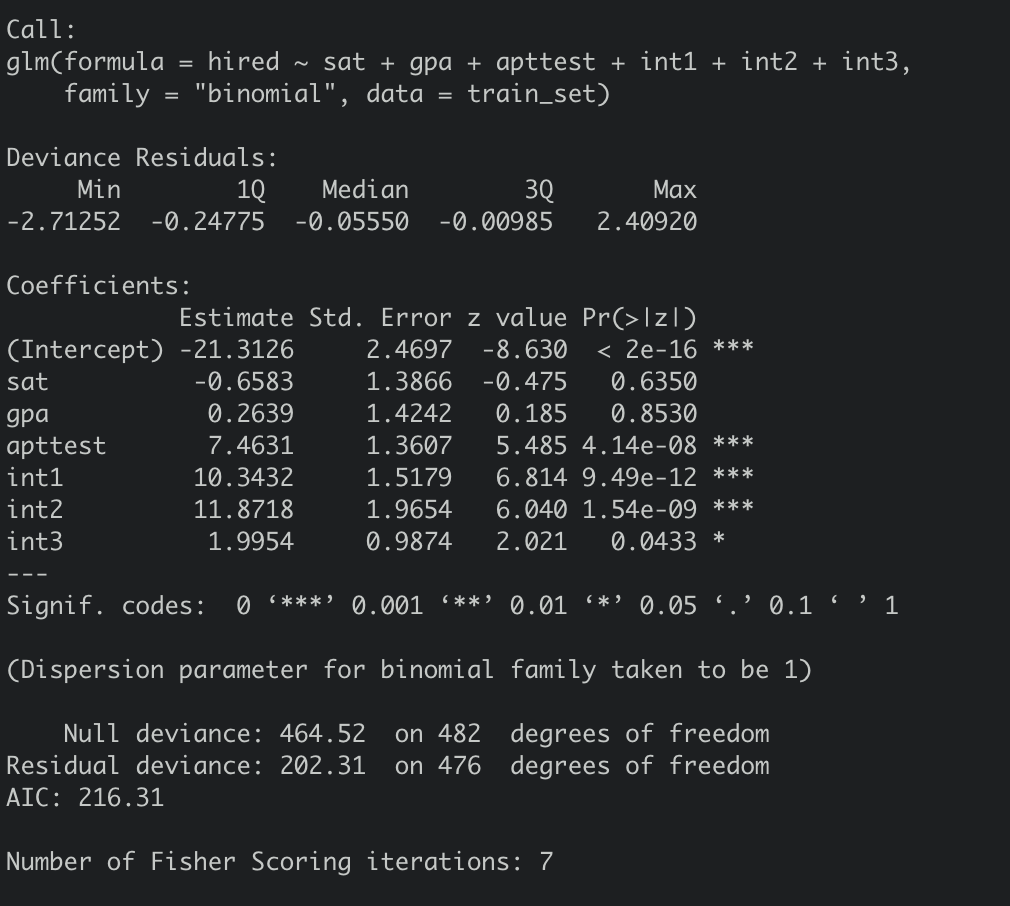 Call:
glm(formula = hired ~ sat + gpa + apttest + int1 + int2 + int3,
    family = "binomial", data = train_set)

Deviance Residuals:
     Min        1Q    Median        3Q       Max
-2.71252  -0.24775  -0.05550  -0.00985   2.40920

Coefficients:
            Estimate Std. Error z value Pr(>|z|)
(Intercept) -21.3126     2.4697  -8.630  < 2e-16 ***
sat          -0.6583     1.3866  -0.475   0.6350
gpa           0.2639     1.4242   0.185   0.8530
apttest       7.4631     1.3607   5.485 4.14e-08 ***
int1         10.3432     1.5179   6.814 9.49e-12 ***
int2         11.8718     1.9654   6.040 1.54e-09 ***
int3          1.9954     0.9874   2.021   0.0433 *
---
Signif. codes:  0 ‘***’ 0.001 ‘**’ 0.01 ‘*’ 0.05 ‘.’ 0.1 ‘ ’ 1

(Dispersion parameter for binomial family taken to be 1)

    Null deviance: 464.52  on 482  degrees of freedom
Residual deviance: 202.31  on 476  degrees of freedom
AIC: 216.31

Number of Fisher Scoring iterations: 7